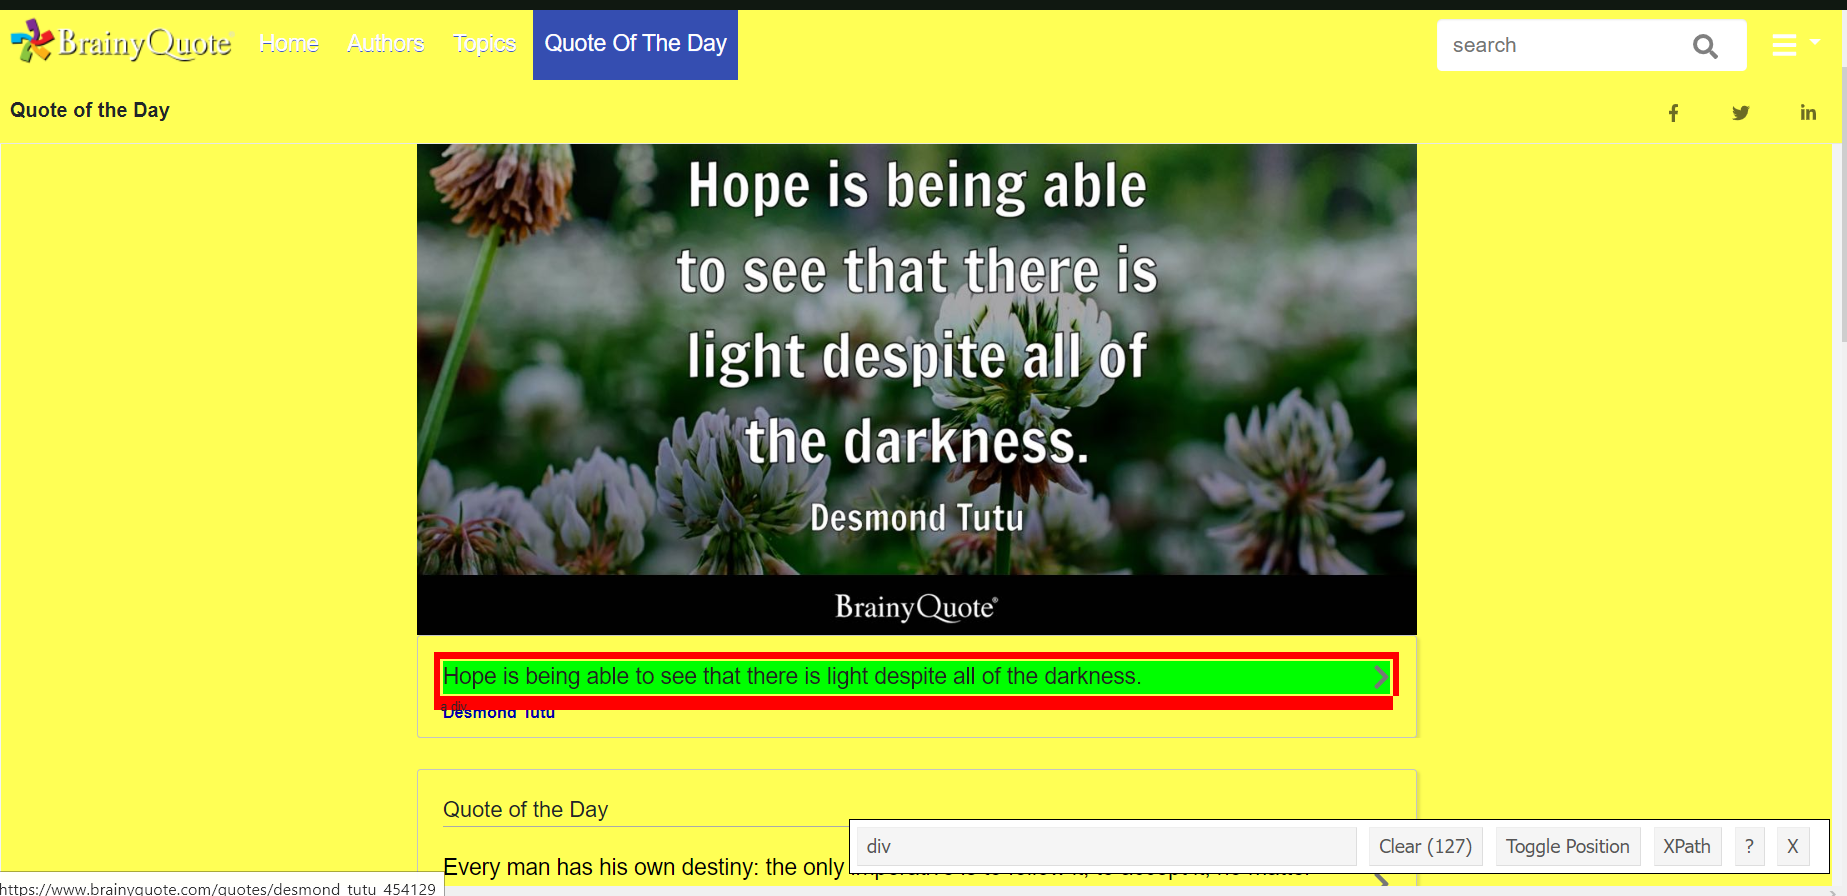 BrainyQuote Home Authors Topics Quote Of The Day search
Quote of the Day
Hope is being able
to see that there is
light despite all of
the darkness.
Desmond Tutu
BrainyQuote®
Hope is being able to see that there is light despite all of the darkness.
a div
Desmond Tutu
Quote of the Day
Every man has his own destiny: the only
div Clear (127) Toggle Position XPath ? X
https://www.brainyquote.com/quotes/desmond_tutu_454129